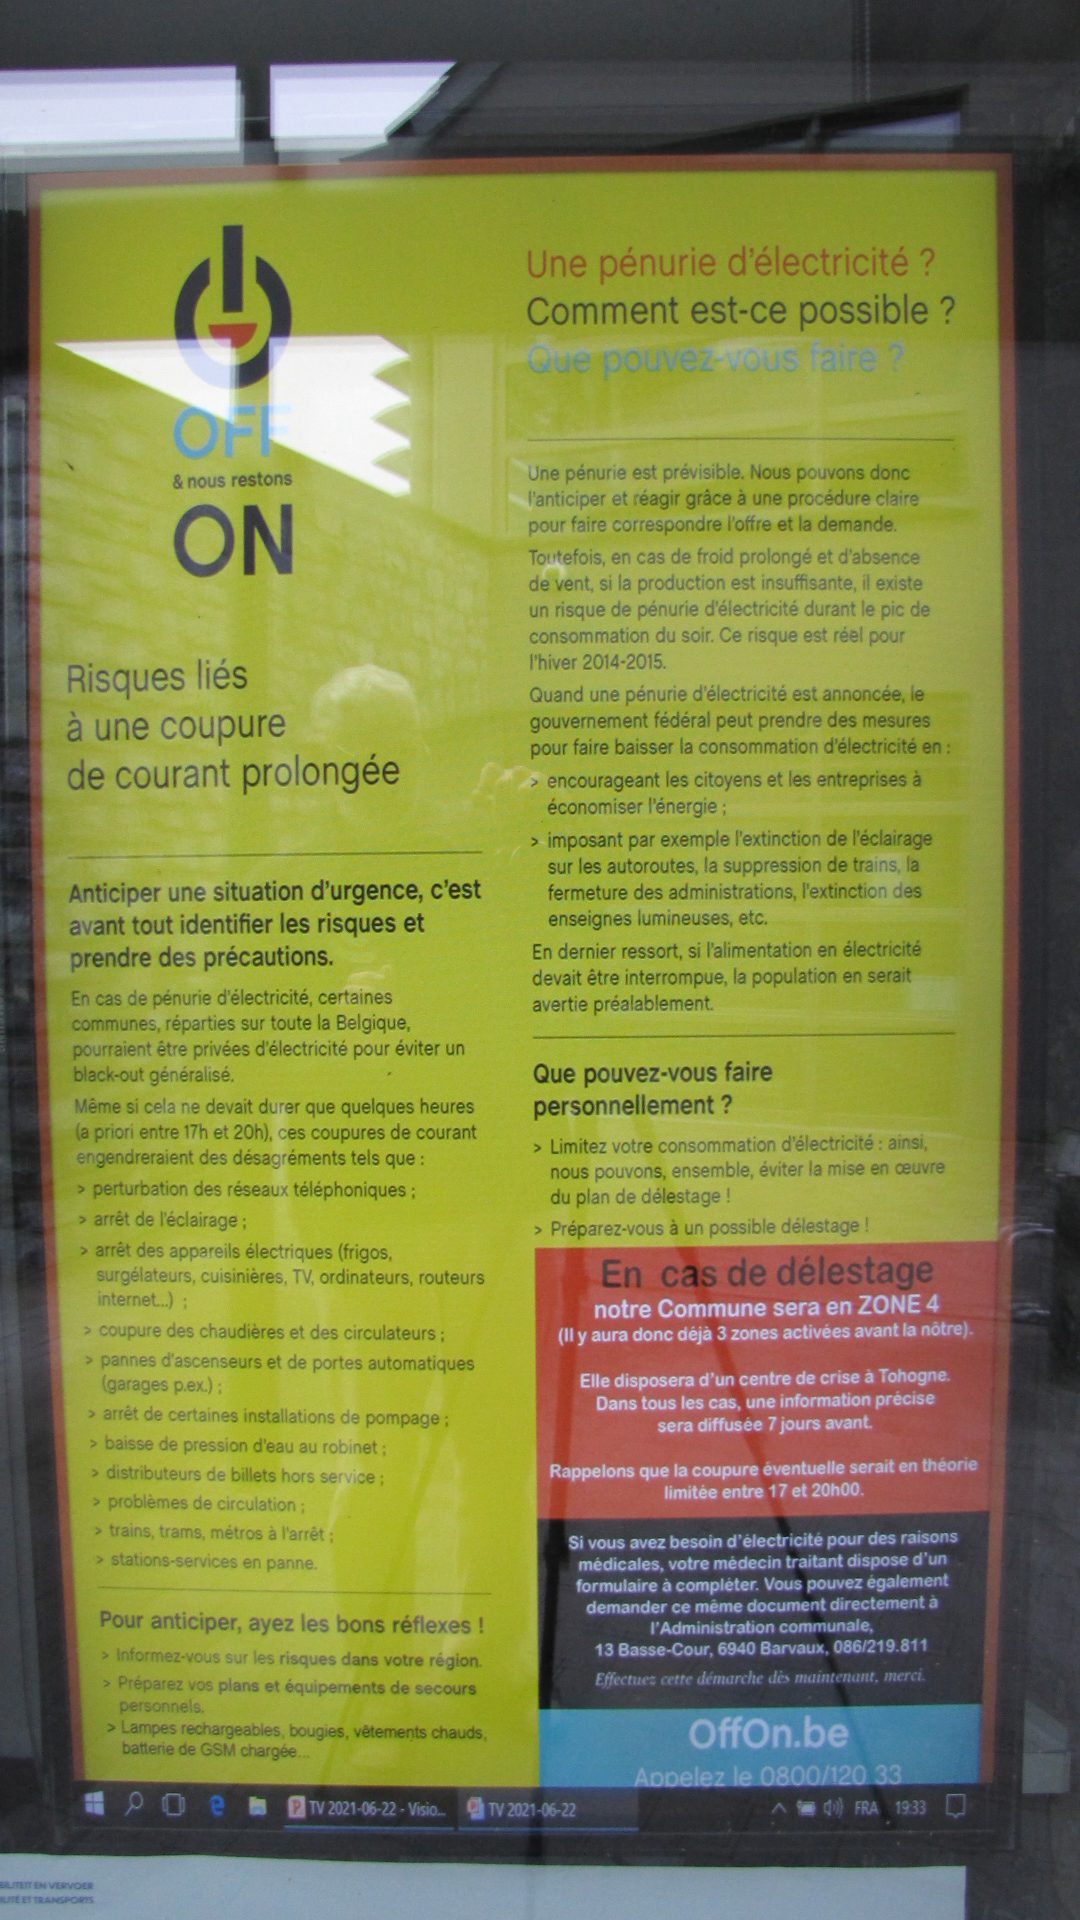 OFF
& nous restons
ON
Risques liés
à une coupure
de courant prolongée
Anticiper une situation d'urgence, c'est
avant tout identifier les risques et
prendre des précautions.
En cas de pénurie d'électricité, certaines
communes, réparties sur toute la Belgique,
pourraient être privées d'électricité pour éviter un
black-out généralisé.
Même si cela ne devait durer que quelques heures
(a priori entre 17h et 20h), ces coupures de courant
engendreraient des désagréments tels que :
> perturbation des réseaux téléphoniques ;
> arrêt de l'éclairage ;
> arrêt des appareils électriques (frigos,
surgélateurs, cuisinières, TV, ordinateurs, routeurs
internet...) ;
> coupure des chaudières et des circulateurs ;
> pannes d'ascenseurs et de portes automatiques
(garages p.ex.) ;
> arrêt de certaines installations de pompage ;
> baisse de pression d'eau au robinet ;
> distributeurs de billets hors service ;
> problèmes de circulation ;
> trains, trams, métros à l'arrêt ;
> stations-services en panne.
Pour anticiper, ayez les bons réflexes !
> Informez-vous sur les risques dans votre région.
> Préparez vos plans et équipements de secours
personnels.
> Lampes rechargeables, bougies, vêtements chauds,
batterie de GSM chargée...
Une pénurie d'électricité ?
Comment est-ce possible ?
Que pouvez-vous faire ?
Une pénurie est prévisible. Nous pouvons donc
l'anticiper et réagir grâce à une procédure claire
pour faire correspondre l'offre et la demande.
Toutefois, en cas de froid prolongé et d'absence
de vent, si la production est insuffisante, il existe
un risque de pénurie d'électricité durant le pic de
consommation du soir. Ce risque est réel pour
l'hiver 2014-2015.
Quand une pénurie d'électricité est annoncée, le
gouvernement fédéral peut prendre des mesures
pour faire baisser la consommation d'électricité en :
> encourageant les citoyens et les entreprises à
économiser l'énergie ;
> imposant par exemple l'extinction de l'éclairage
sur les autoroutes, la suppression de trains, la
fermeture des administrations, l'extinction des
enseignes lumineuses, etc.
En dernier ressort, si l'alimentation en électricité
devait être interrompue, la population en serait
avertie préalablement.
Que pouvez-vous faire
personnellement ?
> Limitez votre consommation d'électricité : ainsi,
nous pouvons, ensemble, éviter la mise en œuvre
du plan de délestage !
> Préparez-vous à un possible délestage !
En cas de délestage
notre Commune sera en ZONE 4
(Il y aura donc déjà 3 zones activées avant la nôtre).
Elle disposera d'un centre de crise à Tohogne.
Dans tous les cas, une information précise
sera diffusée 7 jours avant.
Rappelons que la coupure éventuelle serait en théorie
limitée entre 17 et 20h00.
Si vous avez besoin d'électricité pour des raisons
médicales, votre médecin traitant dispose d'un
formulaire à compléter. Vous pouvez également
demander ce même document directement à
l'Administration communale,
13 Basse-Cour, 6940 Barvaux, 086/219.811
Effectuez cette démarche dès maintenant, merci.
OffOn.be
Appelez le 0800/120 33
TV 2021-06-22 - Visio... TV 2021-06-22 FRA 19:33
BILITEIT EN VERVOER
ILITÉ ET TRANSPORTS